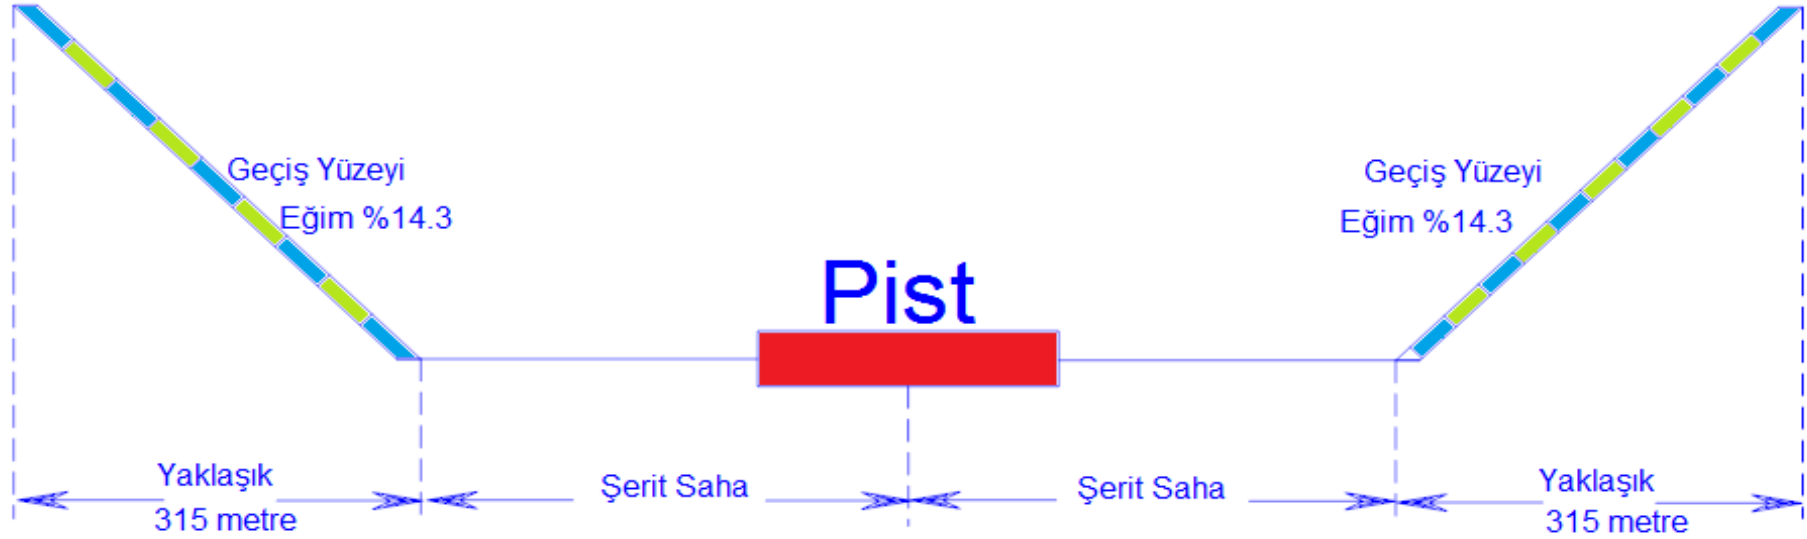 Geçiş Yüzeyi
Eğim %14.3
Geçiş Yüzeyi
Eğim %14.3
Pist
Yaklaşık
315 metre
Şerit Saha
Şerit Saha
Yaklaşık
315 metre